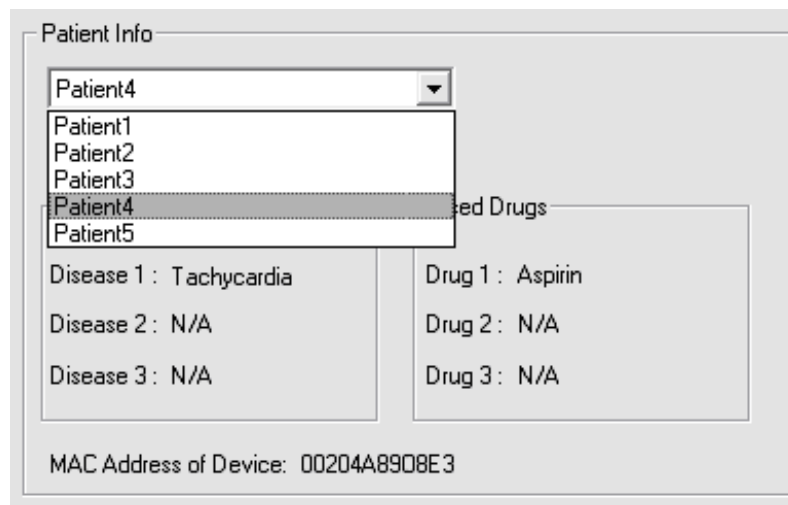 Patient Info
Patient4
Patient1
Patient2
Patient3
Patient4
Patient5
Drugs
Disease 1 : Tachycardia
Drug 1 : Aspirin
Disease 2 : N/A
Drug 2 : N/A
Disease 3 : N/A
Drug 3 : N/A
MAC Address of Device: 00204A8908E3